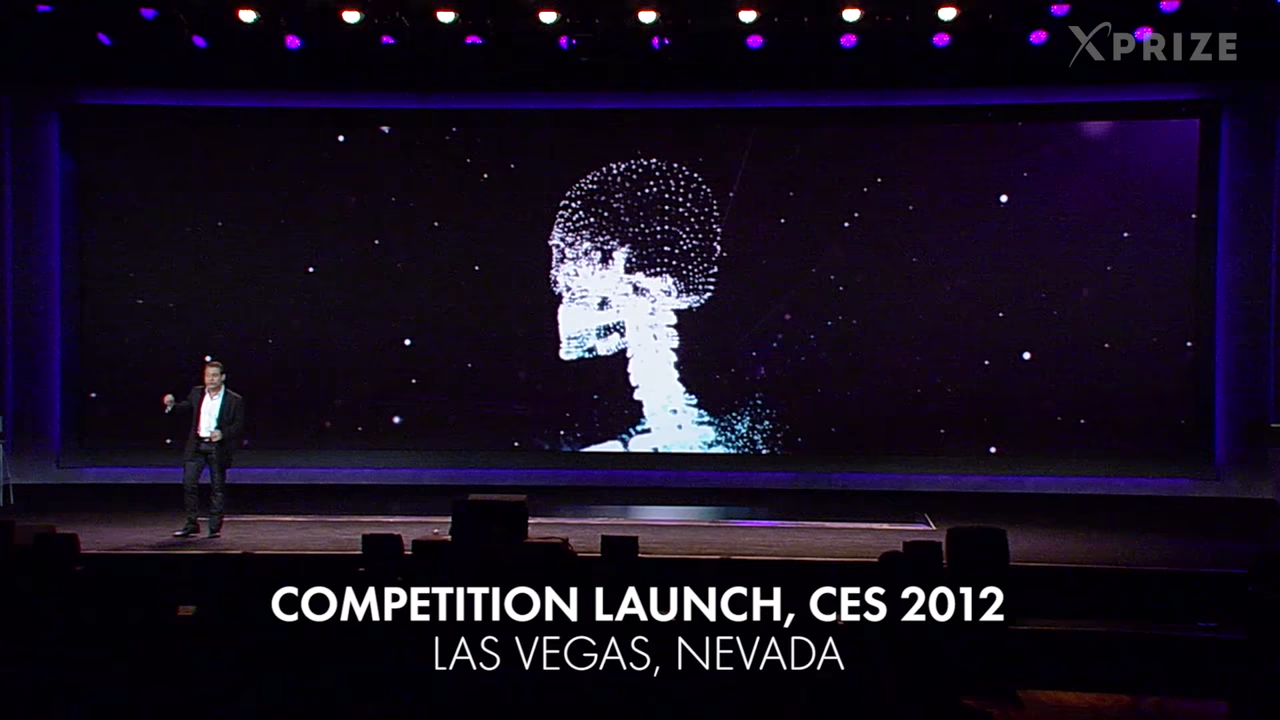 XPRIZE
COMPETITION LAUNCH, CES 2012
LAS VEGAS, NEVADA